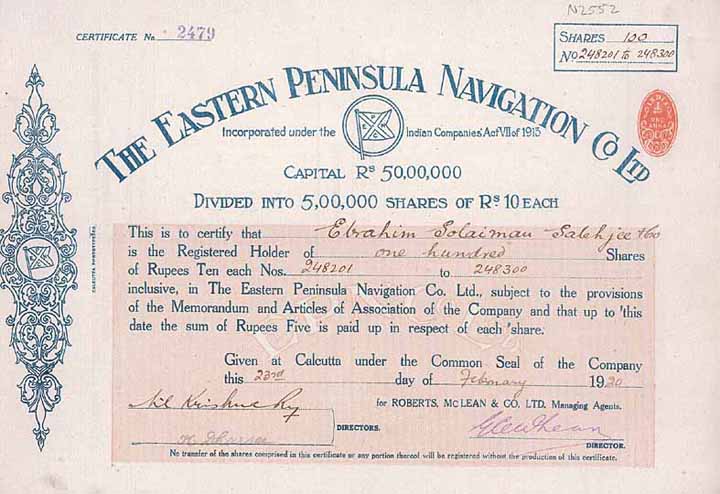 N2552
CERTIFICATE No 2479
SHARES 100
No 248201 to 248300
THE EASTERN PENINSULA NAVIGATION CO LTD
Incorporated under the Indian Companies Act VII of 1913
CAPITAL Rs 50,00,000
DIVIDED INTO 5,00,000 SHARES OF Rs 10 EACH
ONE ANNA
This is to certify that Ebrahim Solaiman Salehjee & Co
is the Registered Holder of one hundred Shares
of Rupees Ten each Nos. 248201 to 248300
inclusive, in The Eastern Peninsula Navigation Co. Ltd., subject to the provisions
of the Memorandum and Articles of Association of the Company and that up to this
date the sum of Rupees Five is paid up in respect of each share.
Given at Calcutta under the Common Seal of the Company
this 23rd day of February 1920
for ROBERTS, McLEAN & CO. LTD. Managing Agents.
Nil Krishna Roy
DIRECTORS.
DIRECTOR.
No transfer of the shares comprised in this certificate or any portion thereof will be registered without the production of this certificate.